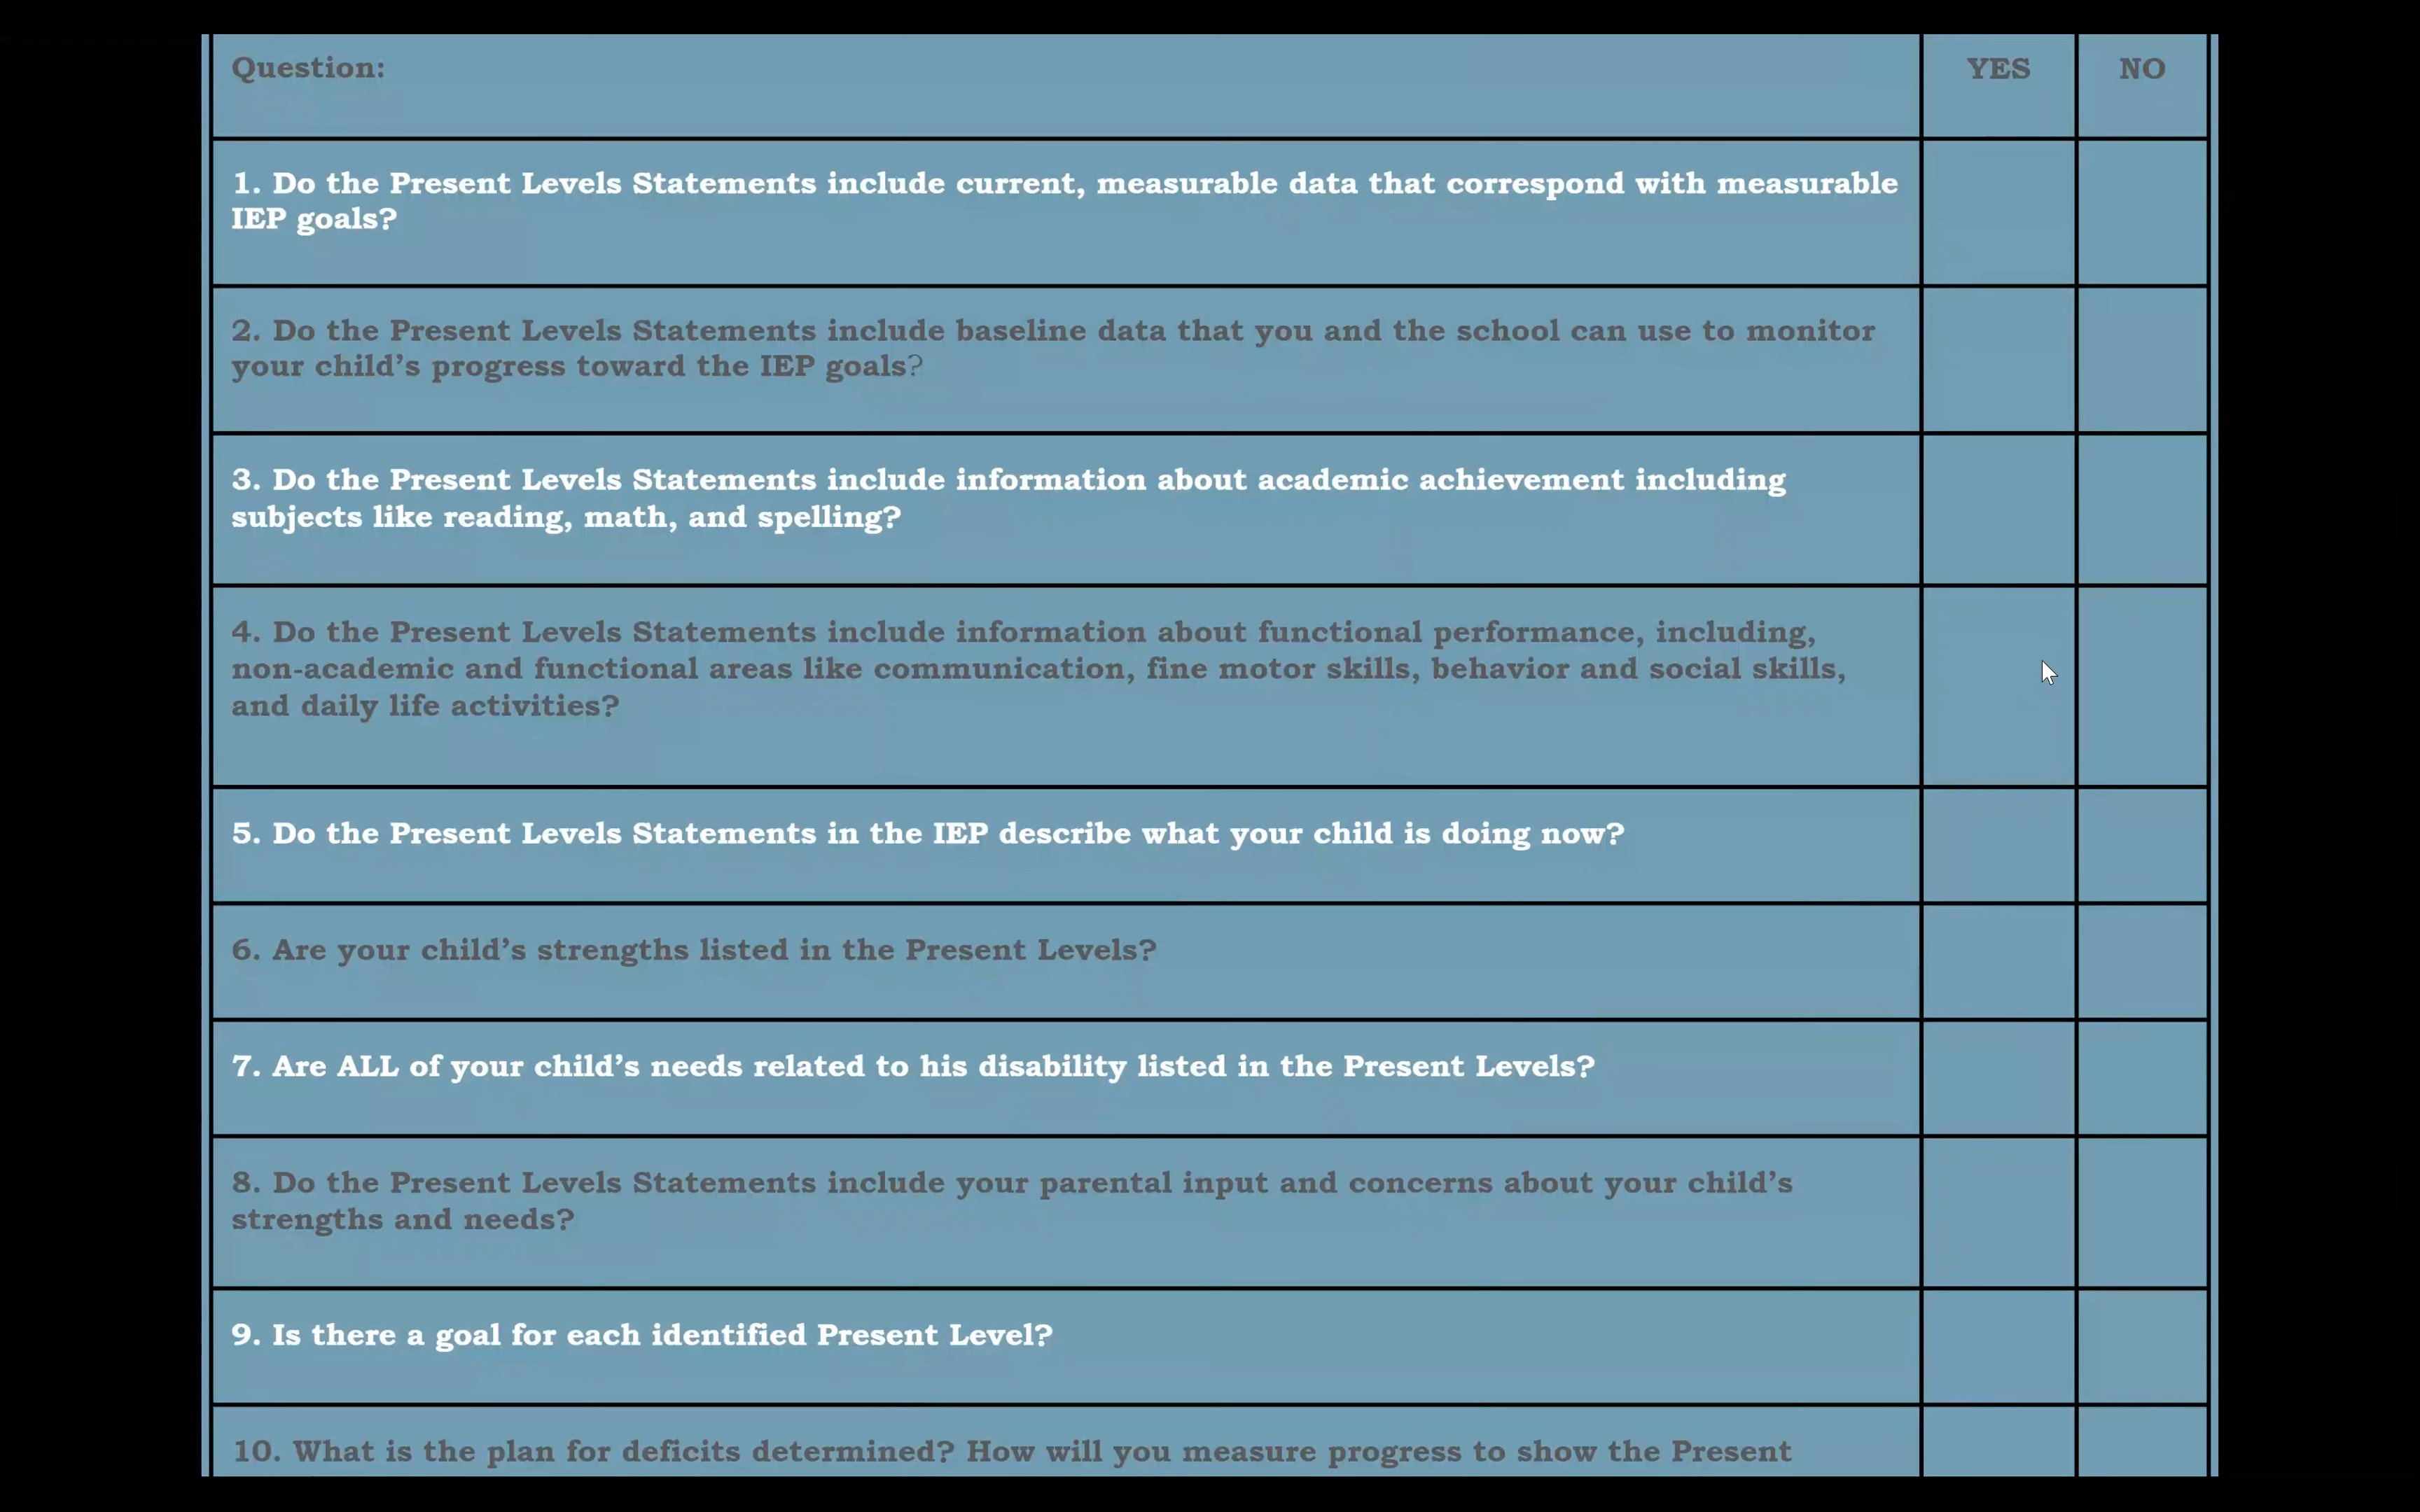 Question: YES NO
1. Do the Present Levels Statements include current, measurable data that correspond with measurable
IEP goals?
2. Do the Present Levels Statements include baseline data that you and the school can use to monitor
your child’s progress toward the IEP goals?
3. Do the Present Levels Statements include information about academic achievement including
subjects like reading, math, and spelling?
4. Do the Present Levels Statements include information about functional performance, including,
non-academic and functional areas like communication, fine motor skills, behavior and social skills,
and daily life activities?
5. Do the Present Levels Statements in the IEP describe what your child is doing now?
6. Are your child’s strengths listed in the Present Levels?
7. Are ALL of your child’s needs related to his disability listed in the Present Levels?
8. Do the Present Levels Statements include your parental input and concerns about your child’s
strengths and needs?
9. Is there a goal for each identified Present Level?
10. What is the plan for deficits determined? How will you measure progress to show the Present